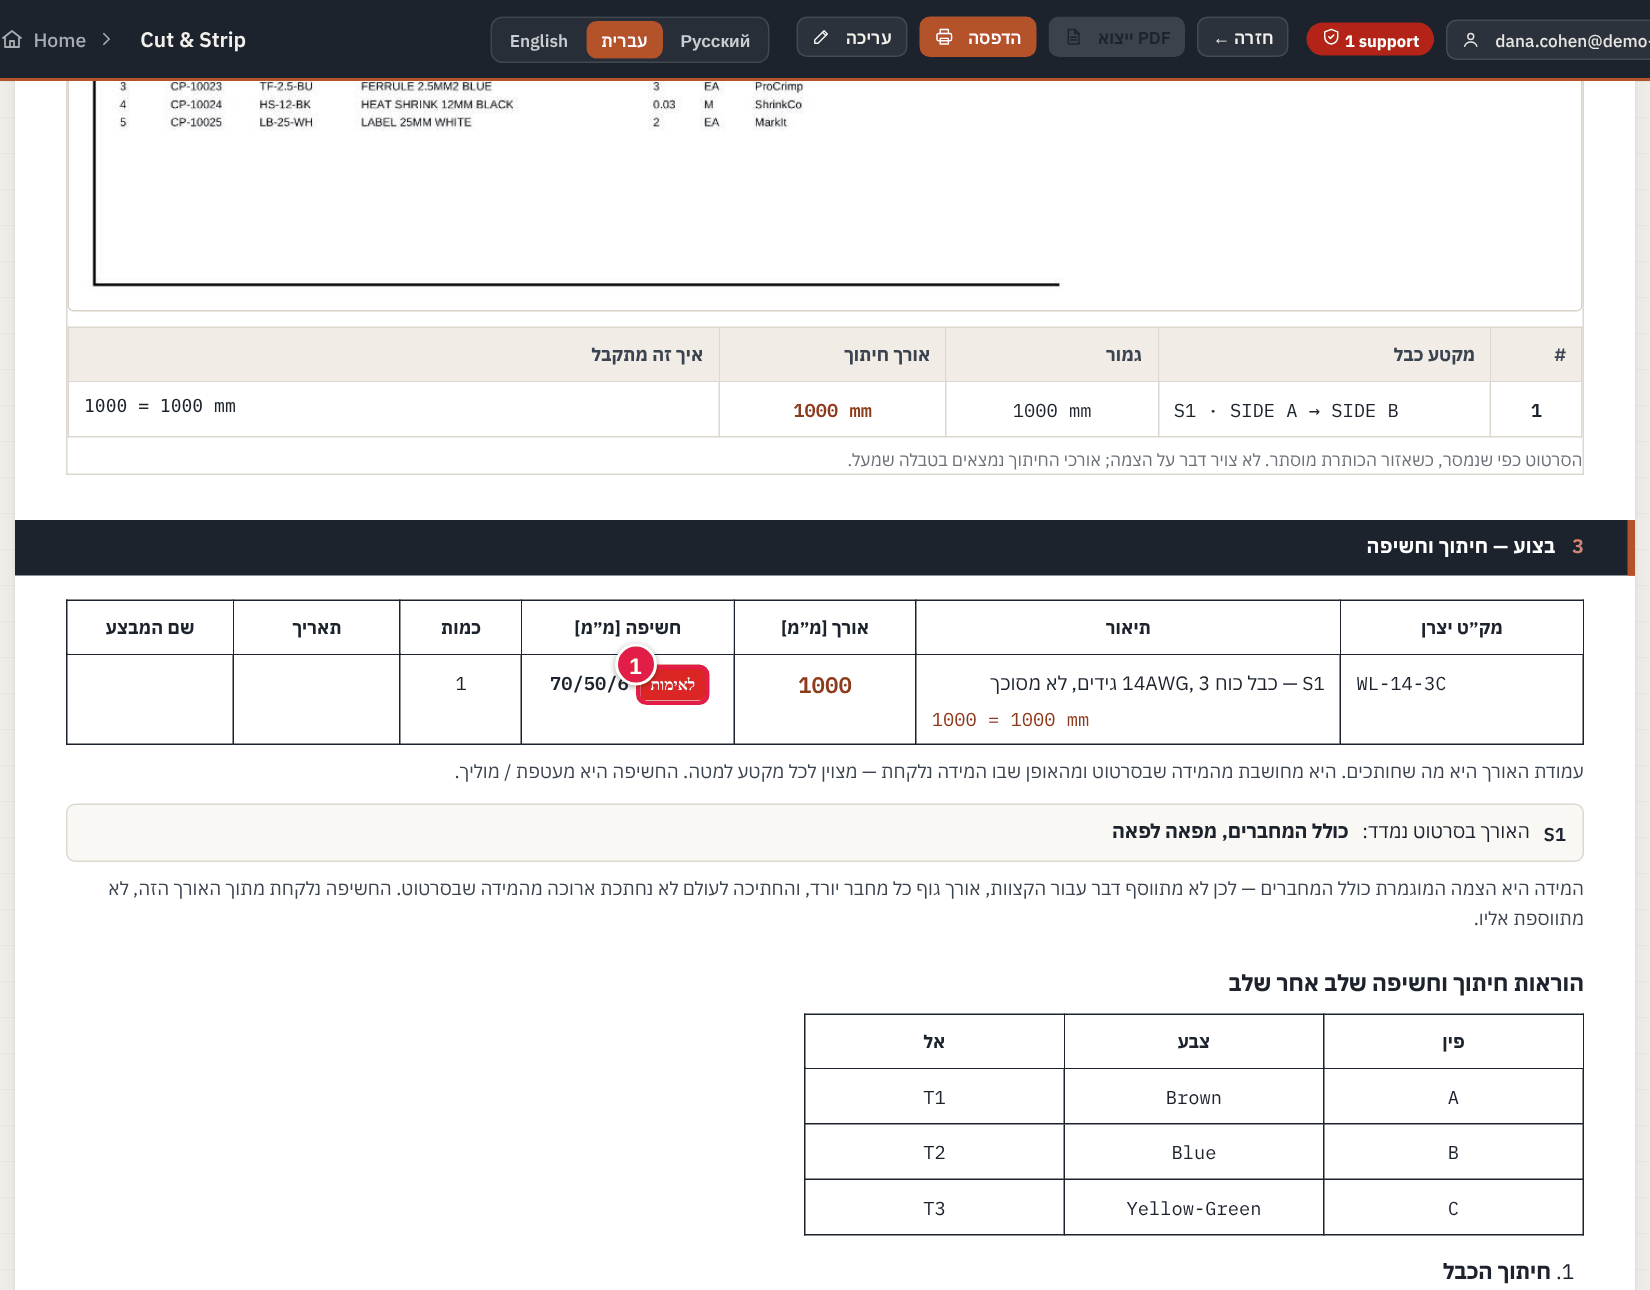 Home > Cut & Strip English עברית Русский עריכה הדפסה ייצוא PDF חזרה ← 1 support dana.cohen@demo-
3 CP-10023 TF-2.5-BU FERRULE 2.5MM2 BLUE 3 EA ProCrimp
4 CP-10024 HS-12-BK HEAT SHRINK 12MM BLACK 0.03 M ShrinkCo
5 CP-10025 LB-25-WH LABEL 25MM WHITE 2 EA MarkIt
# מקטע כבל גמור אורך חיתוך איך זה מתקבל
1 S1 · SIDE A → SIDE B 1000 mm 1000 mm 1000 = 1000 mm
הסרטוט כפי שנמסר, כשאזור הכותרת מוסתר. לא צויר דבר על הצמה; אורכי החיתוך נמצאים בטבלה שמעל.
3 בצוע — חיתוך וחשיפה
מק״ט יצרן תיאור אורך [מ״מ] חשיפה [מ״מ] כמות תאריך שם המבצע
WL-14-3C S1 — כבל כוח 14AWG, 3 גידים, לא מסוכך 1000 לאימות 70/50/6 1
1000 = 1000 mm
1
עמודת האורך היא מה שחותכים. היא מחושבת מהמידה שבסרטוט ומהאופן שבו המידה נלקחת — מצוין לכל מקטע למטה. החשיפה היא מעטפת / מוליך.
S1 האורך בסרטוט נמדד: כולל המחברים, מפאה לפאה
המידה היא הצמה המוגמרת כולל המחברים — לכן לא מתווסף דבר עבור הקצוות, אורך גוף כל מחבר יורד, והחתיכה לעולם לא נחתכת ארוכה מהמידה שבסרטוט. החשיפה נלקחת מתוך האורך הזה, לא
מתווספת אליו.
הוראות חיתוך וחשיפה שלב אחר שלב
פין צבע אל
A Brown T1
B Blue T2
C Yellow-Green T3
1. חיתוך הכבל